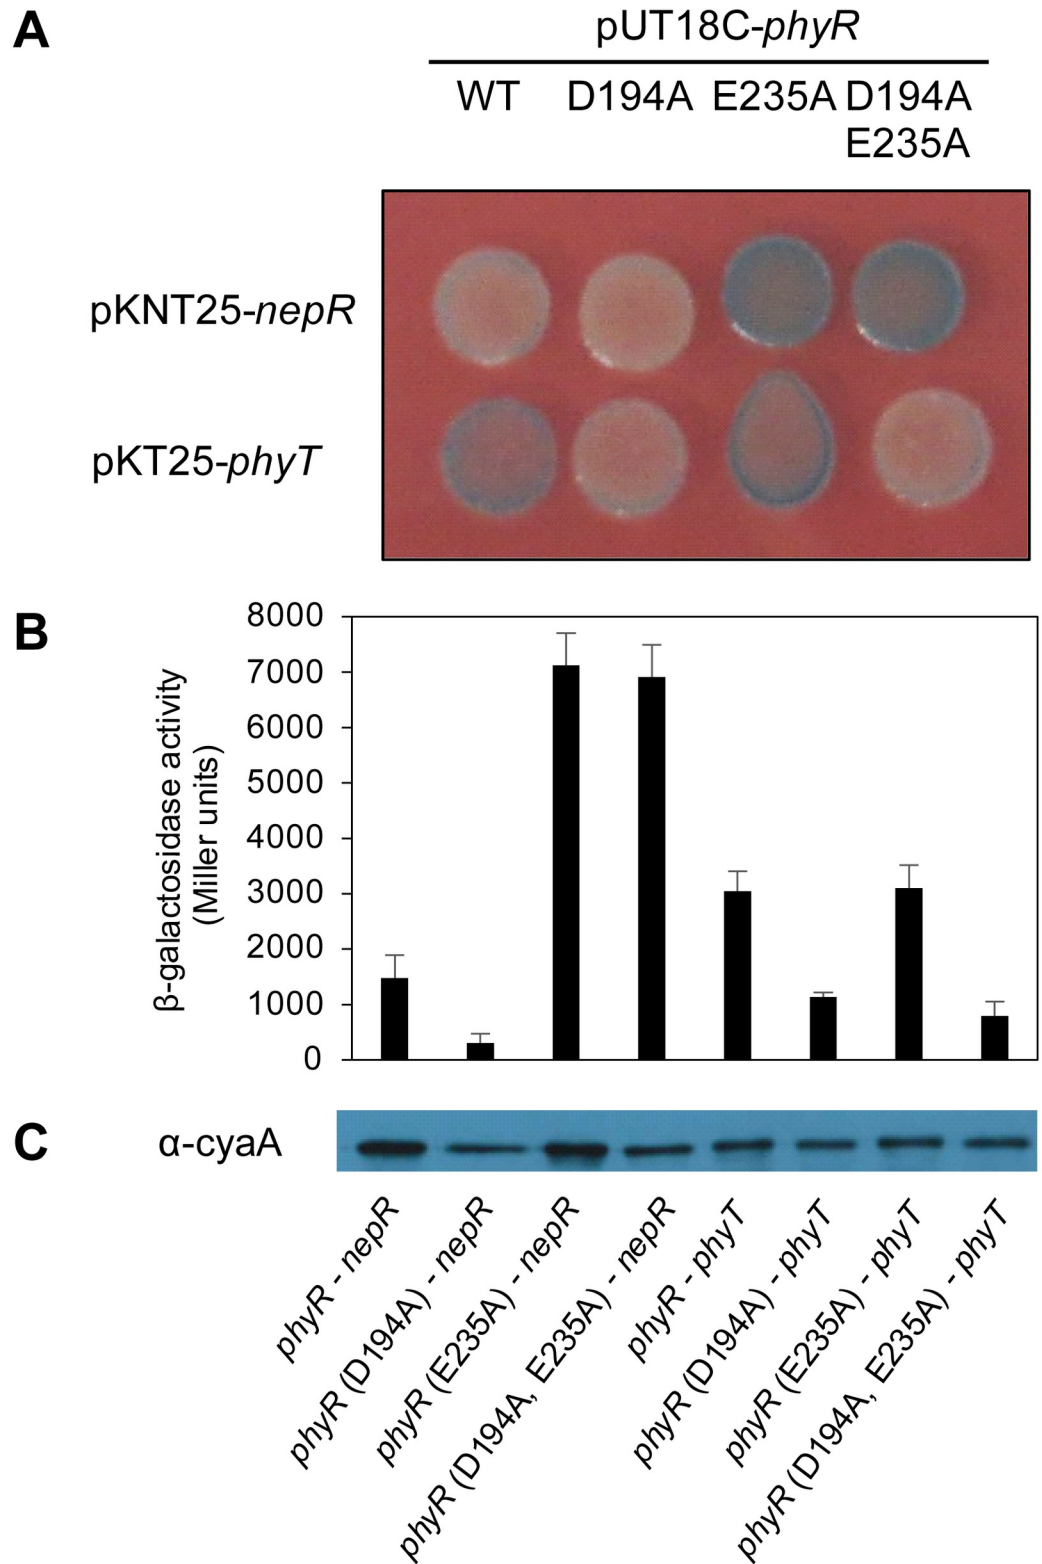 A
pUT18C-phyR
WT D194A E235A D194A
E235A
pKNT25-nepR
pKT25-phyT
B
β-galactosidase activity
(Miller units)
8000
7000
6000
5000
4000
3000
2000
1000
0
C
α-cyaA
phyR - nepR
phyR (D194A) - nepR
phyR (E235A) - nepR
phyR (D194A, E235A) - nepR
phyR - phyT
phyR (D194A) - phyT
phyR (E235A) - phyT
phyR (D194A, E235A) - phyT